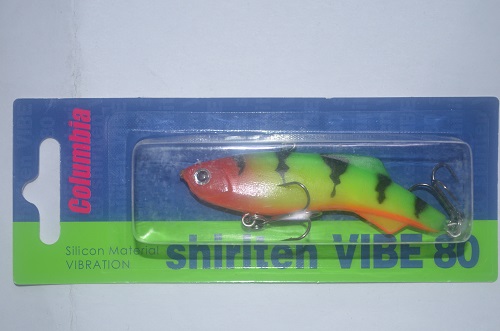 Columbia
Silicon Material
VIBRATION
shiriten VIBE 80